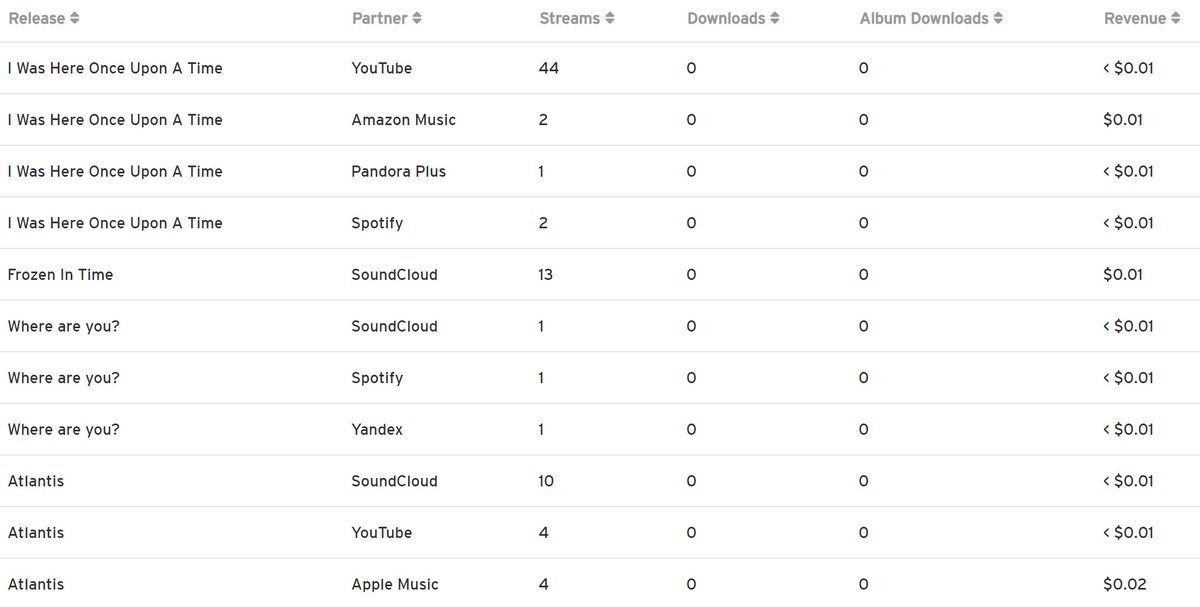 Release Partner Streams Downloads Album Downloads Revenue
I Was Here Once Upon A Time YouTube 44 0 0 < $0.01
I Was Here Once Upon A Time Amazon Music 2 0 0 $0.01
I Was Here Once Upon A Time Pandora Plus 1 0 0 < $0.01
I Was Here Once Upon A Time Spotify 2 0 0 < $0.01
Frozen In Time SoundCloud 13 0 0 $0.01
Where are you? SoundCloud 1 0 0 < $0.01
Where are you? Spotify 1 0 0 < $0.01
Where are you? Yandex 1 0 0 < $0.01
Atlantis SoundCloud 10 0 0 < $0.01
Atlantis YouTube 4 0 0 < $0.01
Atlantis Apple Music 4 0 0 $0.02